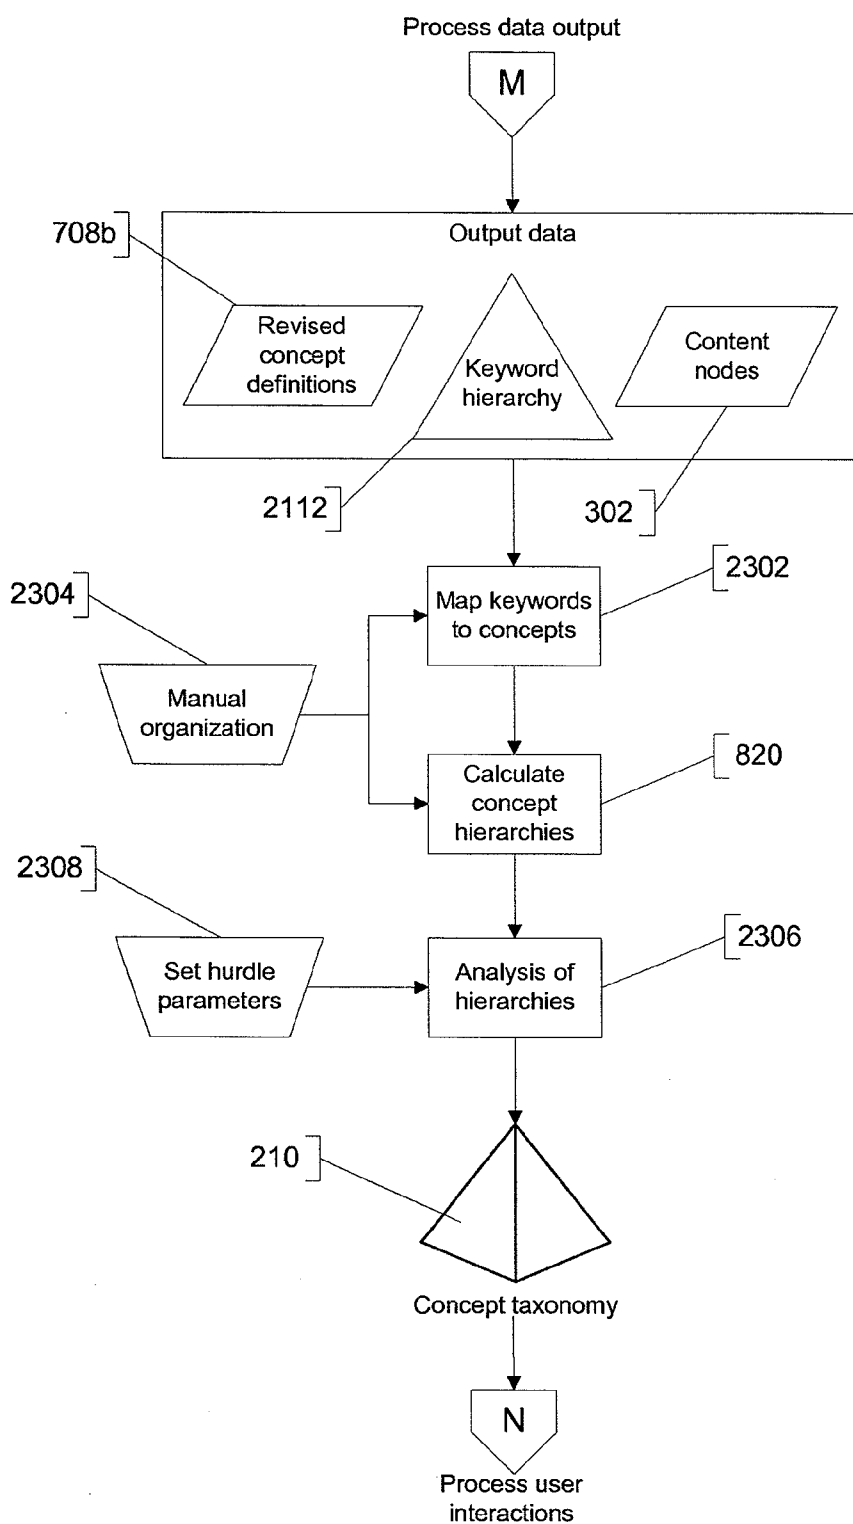 Process data output
M
708b
Output data
Revised
concept
definitions
Keyword
hierarchy
Content
nodes
2112
302
2304
Map keywords
to concepts
2302
Manual
organization
Calculate
concept
hierarchies
820
2308
Set hurdle
parameters
Analysis of
hierarchies
2306
210
Concept taxonomy
N
Process user
interactions